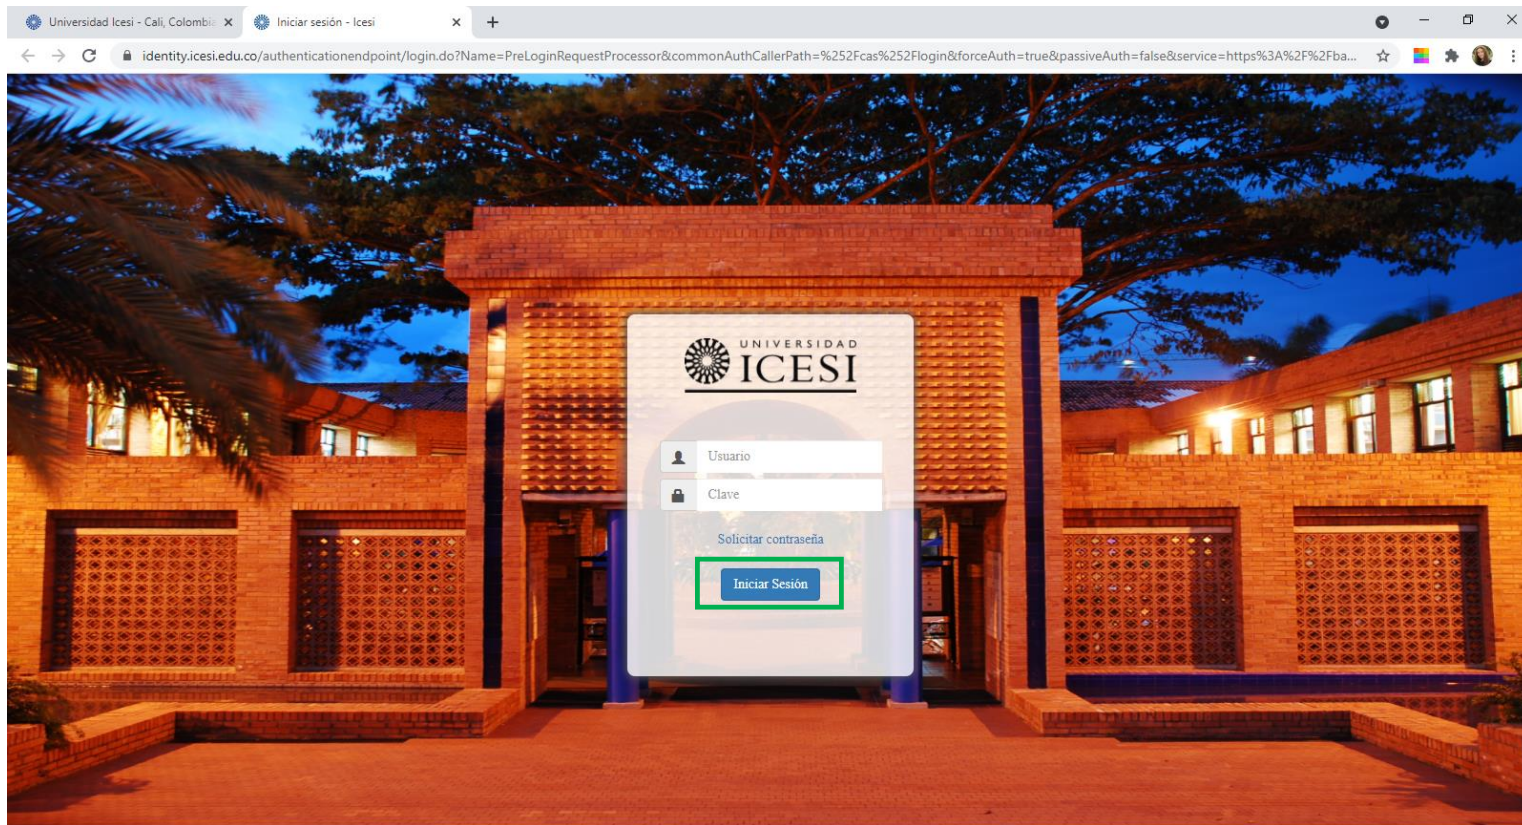 Universidad Icesi - Cali, Colombia
Iniciar sesión - Icesi
identity.icesi.edu.co/authenticationendpoint/login.do?Name=PreLoginRequestProcessor&commonAuthCallerPath=%252Fcas%252Flogin&forceAuth=true&passiveAuth=false&service=https%3A%2F%2Fba...
UNIVERSIDAD
ICESI
Usuario
Clave
Solicitar contraseña
Iniciar Sesión